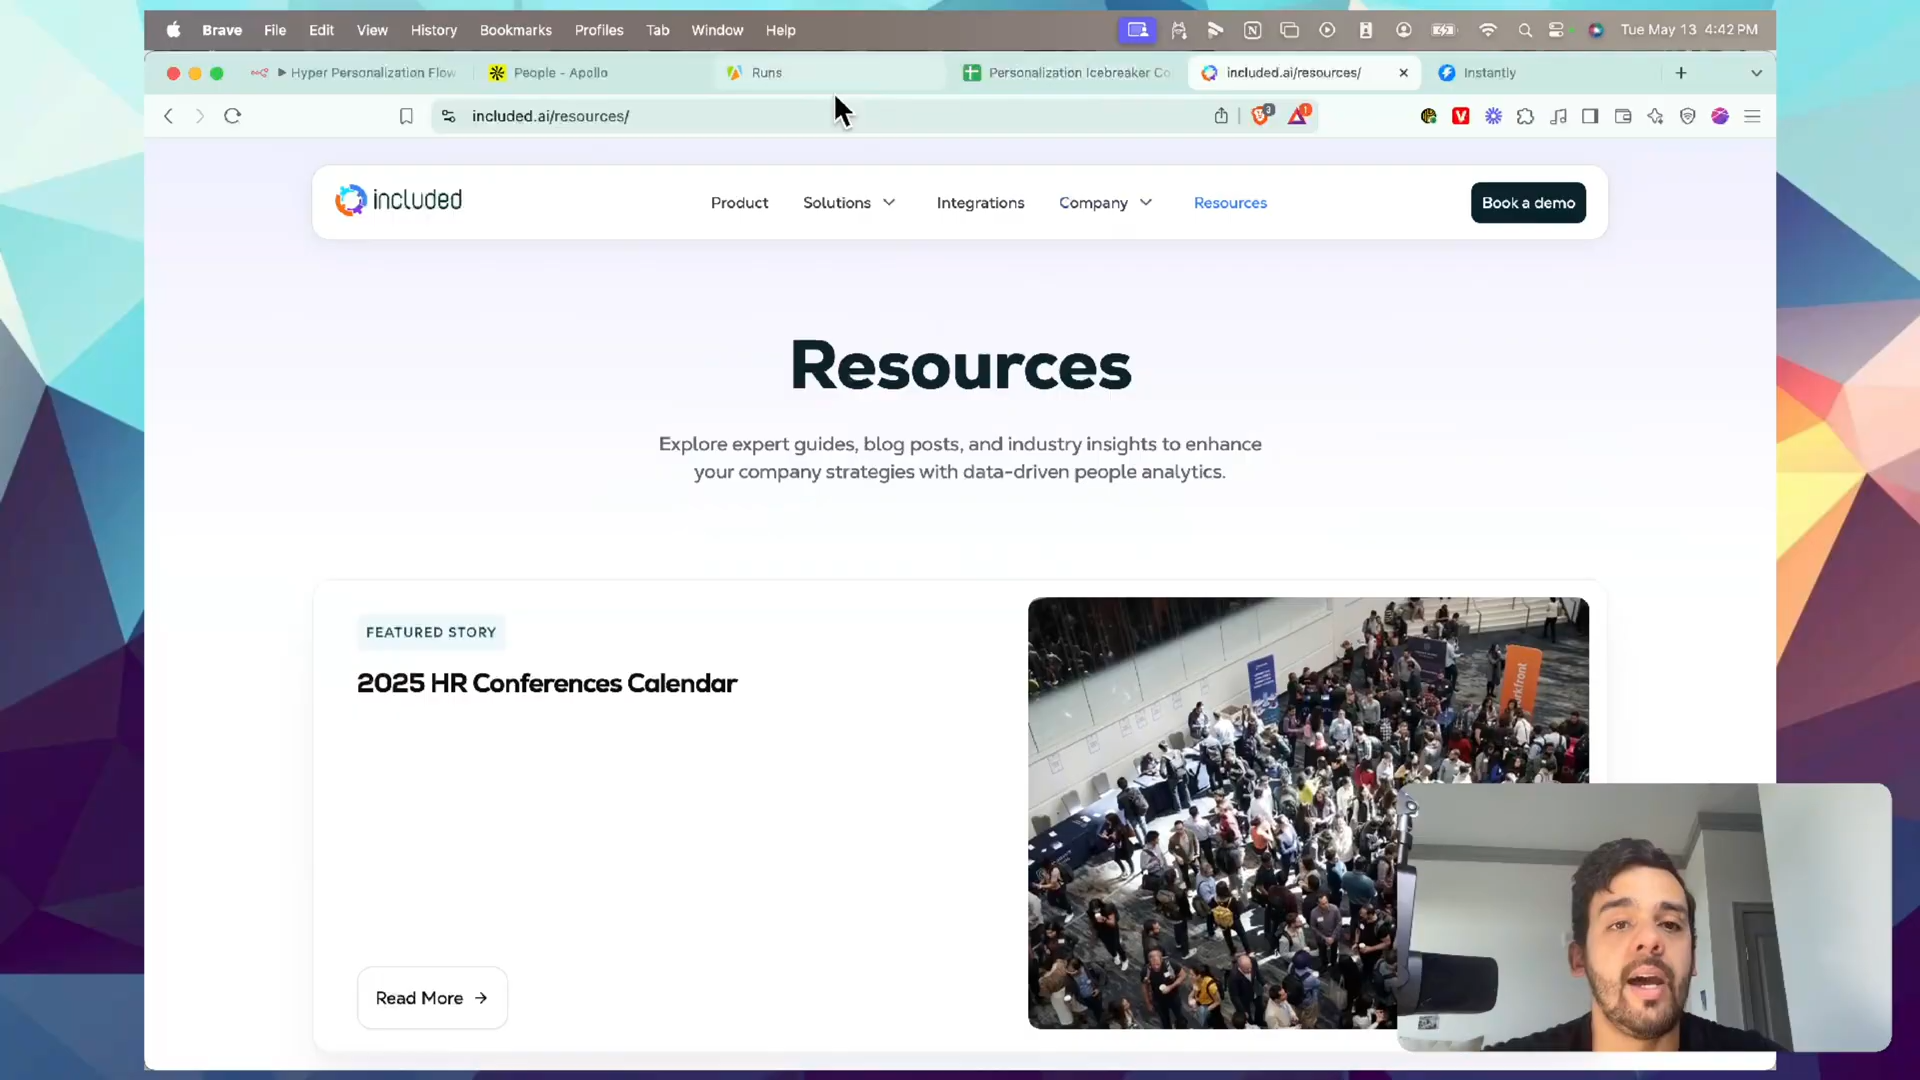 Brave File Edit View History Bookmarks Profiles Tab Window Help Tue May 13 4:42 PM
Hyper Personalization Flow People - Apollo Runs Personalization Icebreaker Co included.ai/resources/ Instantly
included.ai/resources/ 3 1
included Product Solutions Integrations Company Resources Book a demo
Resources
Explore expert guides, blog posts, and industry insights to enhance
your company strategies with data-driven people analytics.
FEATURED STORY
2025 HR Conferences Calendar
Read More →